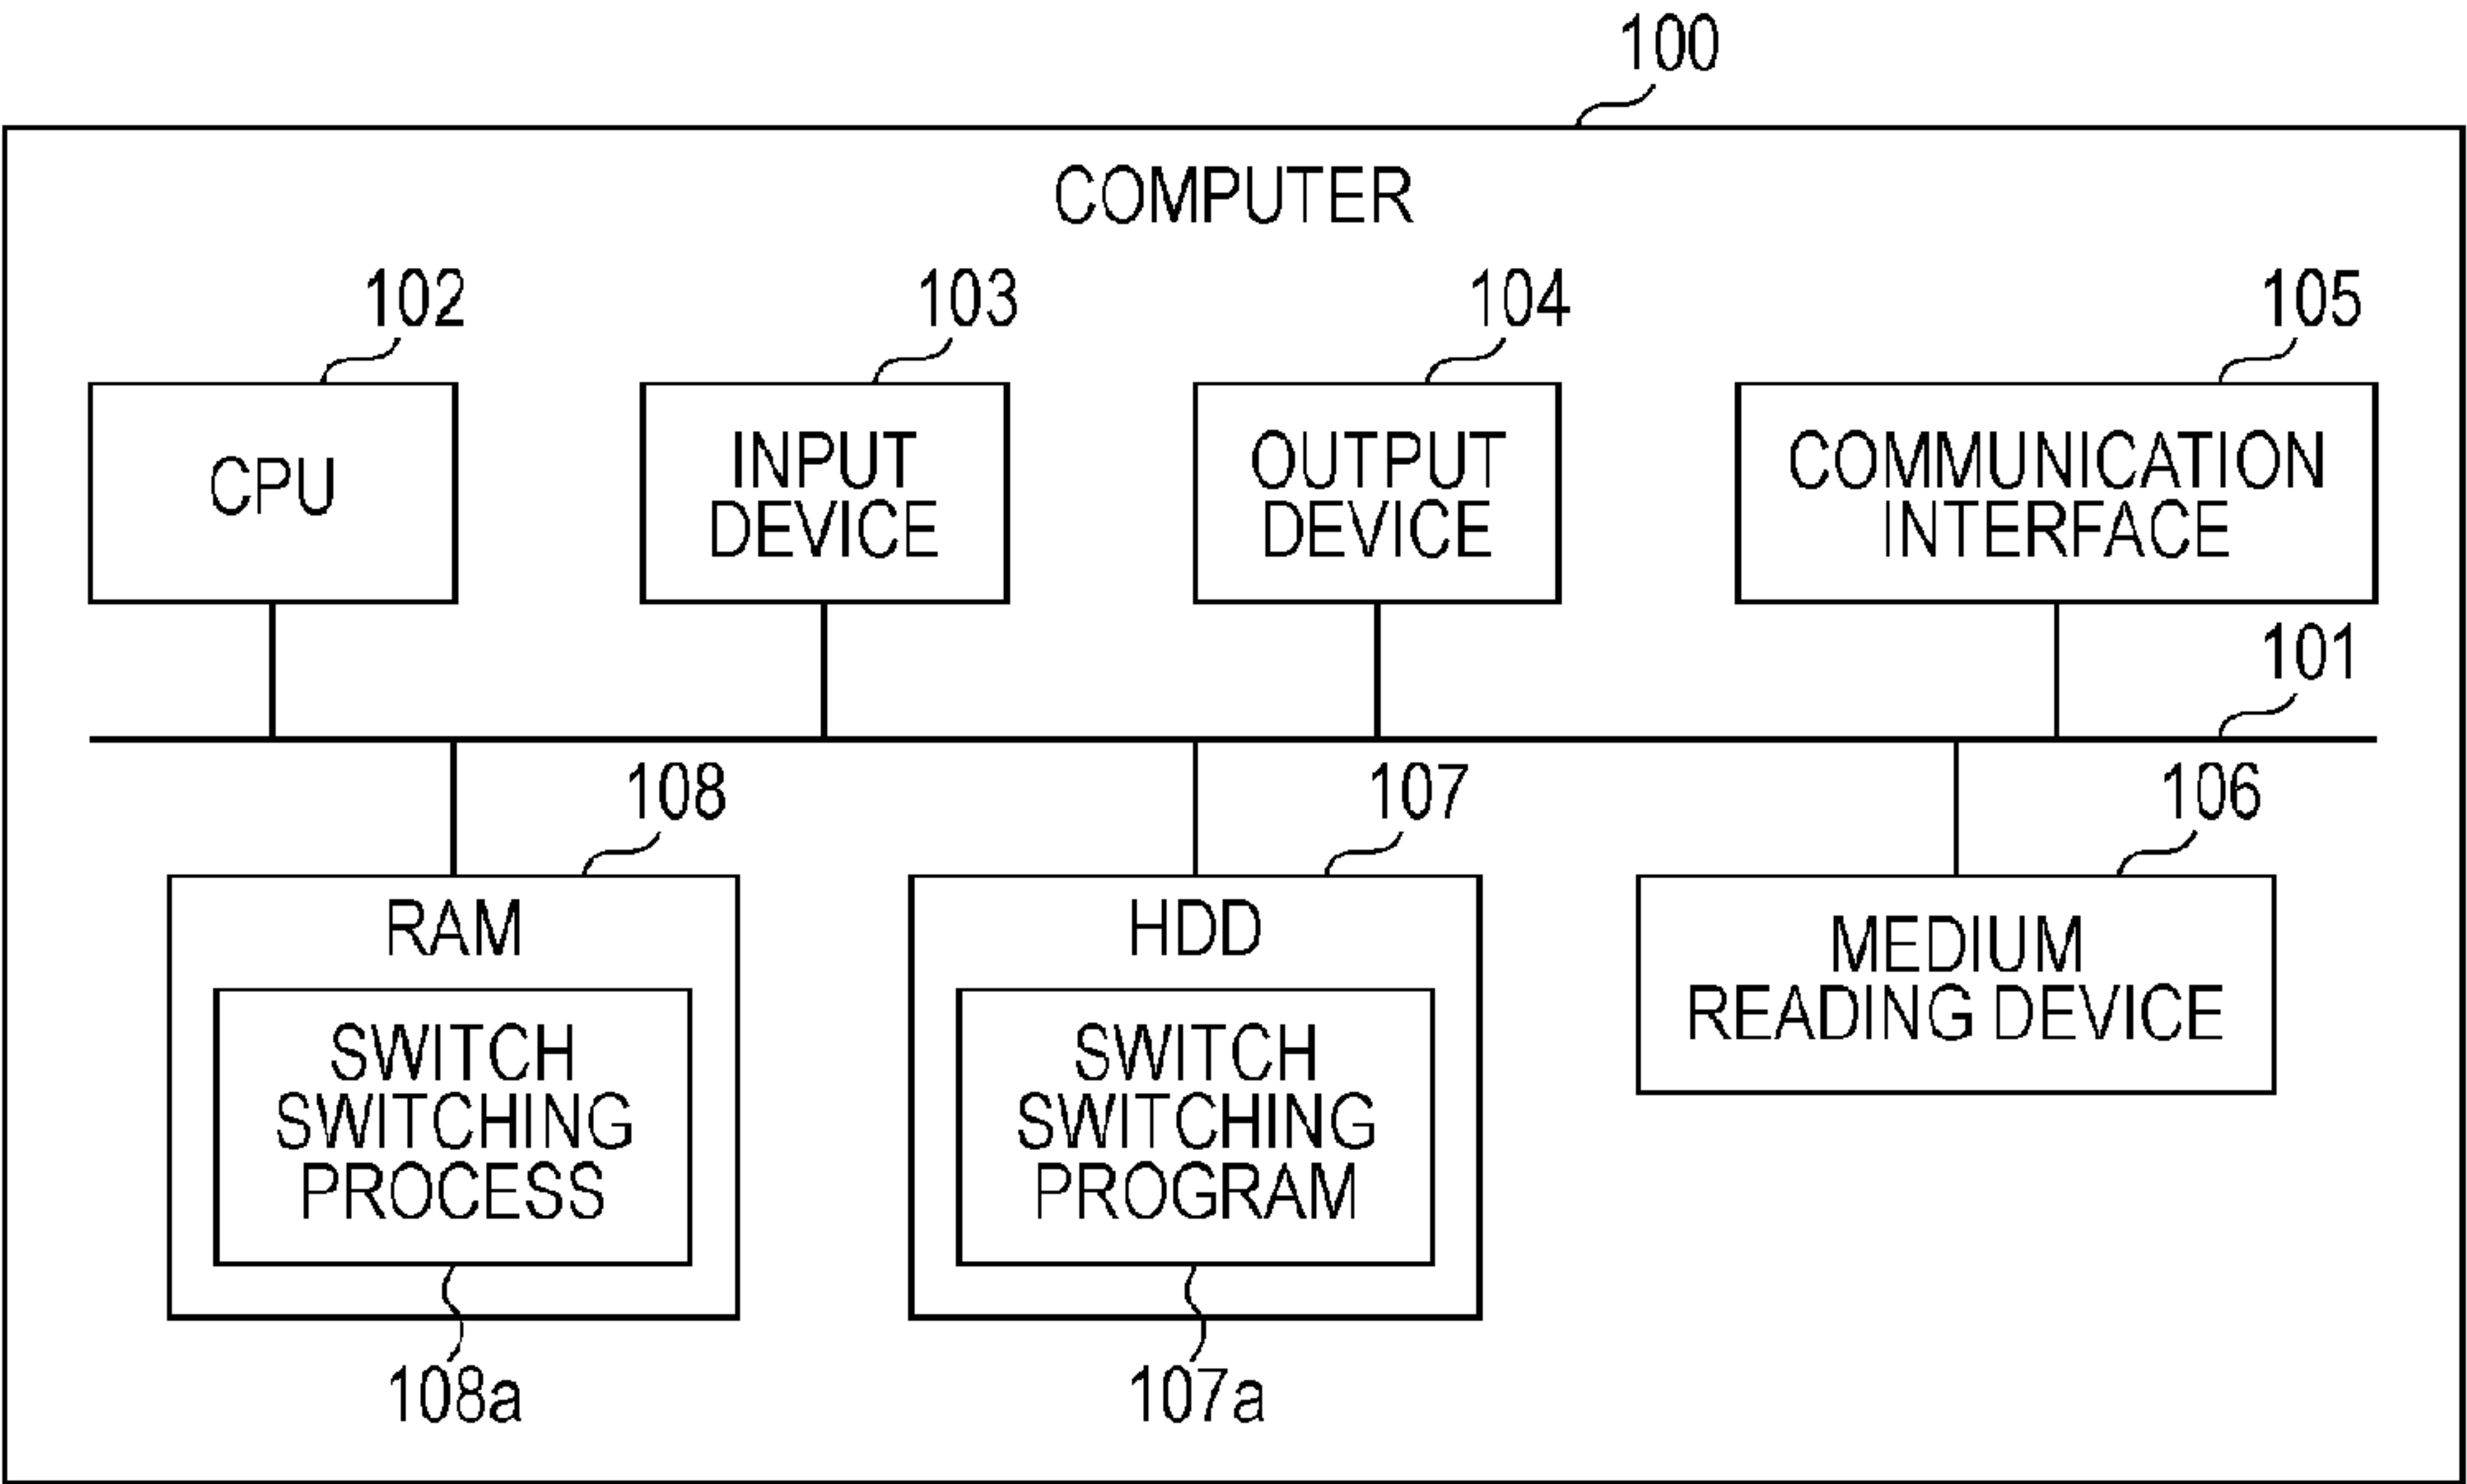 100
COMPUTER
102
103
104
105
CPU
INPUT
DEVICE
OUTPUT
DEVICE
COMMUNICATION
INTERFACE
101
108
107
106
RAM
SWITCH
SWITCHING
PROCESS
HDD
SWITCH
SWITCHING
PROGRAM
MEDIUM
READING DEVICE
108a
107a